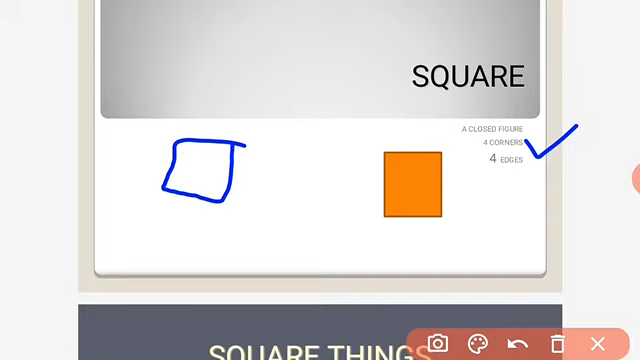 SQUARE
A CLOSED FIGURE
4 CORNERS
4 EDGES
SQUARE THINGS